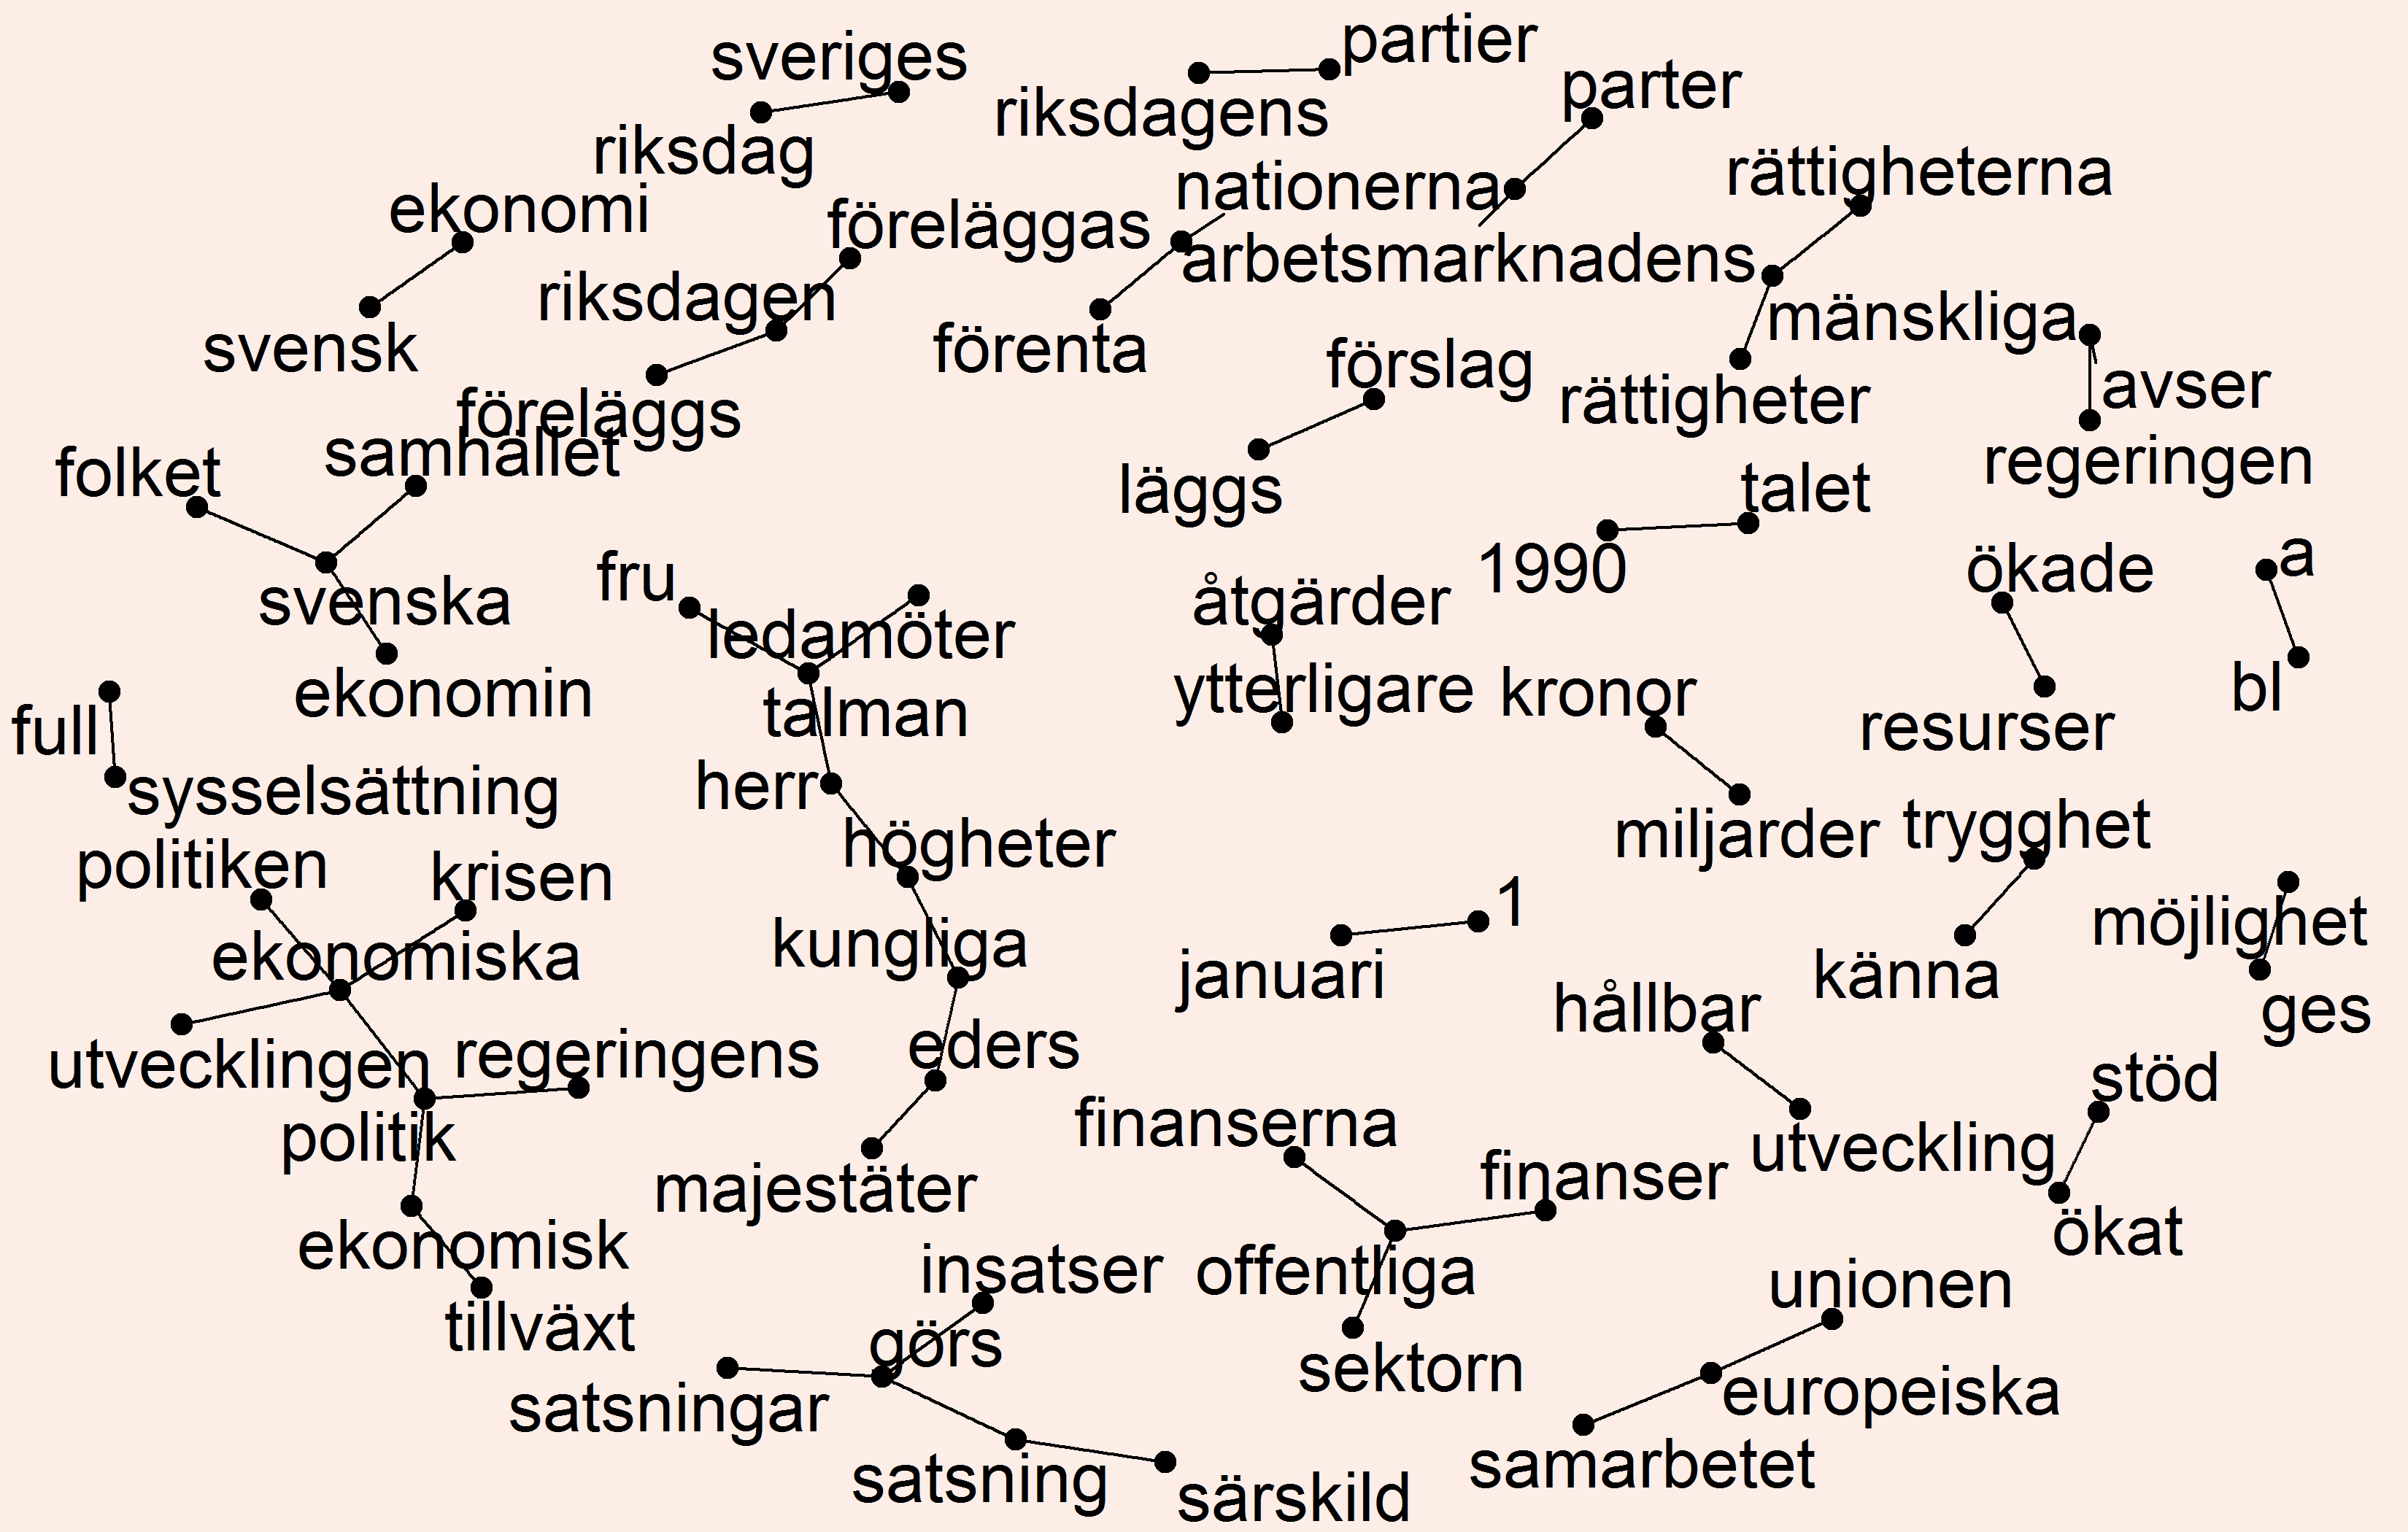 partier
sveriges
parter
riksdagens
riksdag
rättigheterna
nationerna
ekonomi
föreläggas
arbetsmarknadens
riksdagen
mänskliga
svensk
förenta
förslag
avser
rättigheter
föreläggs
samhället
regeringen
folket
läggs
talet
a
1990
ökade
fru
åtgärder
svenska
ledamöter
bl
ytterligare
kronor
ekonomin
talman
resurser
full
herr
sysselsättning
trygghet
miljarder
högheter
politiken
krisen
1
möjlighet
kungliga
ekonomiska
januari
känna
hållbar
ges
eders
regeringens
utvecklingen
stöd
finanserna
politik
utveckling
finanser
majestäter
ökat
ekonomisk
insatser
offentliga
unionen
tillväxt
görs
sektorn
europeiska
satsningar
samarbetet
satsning
särskild